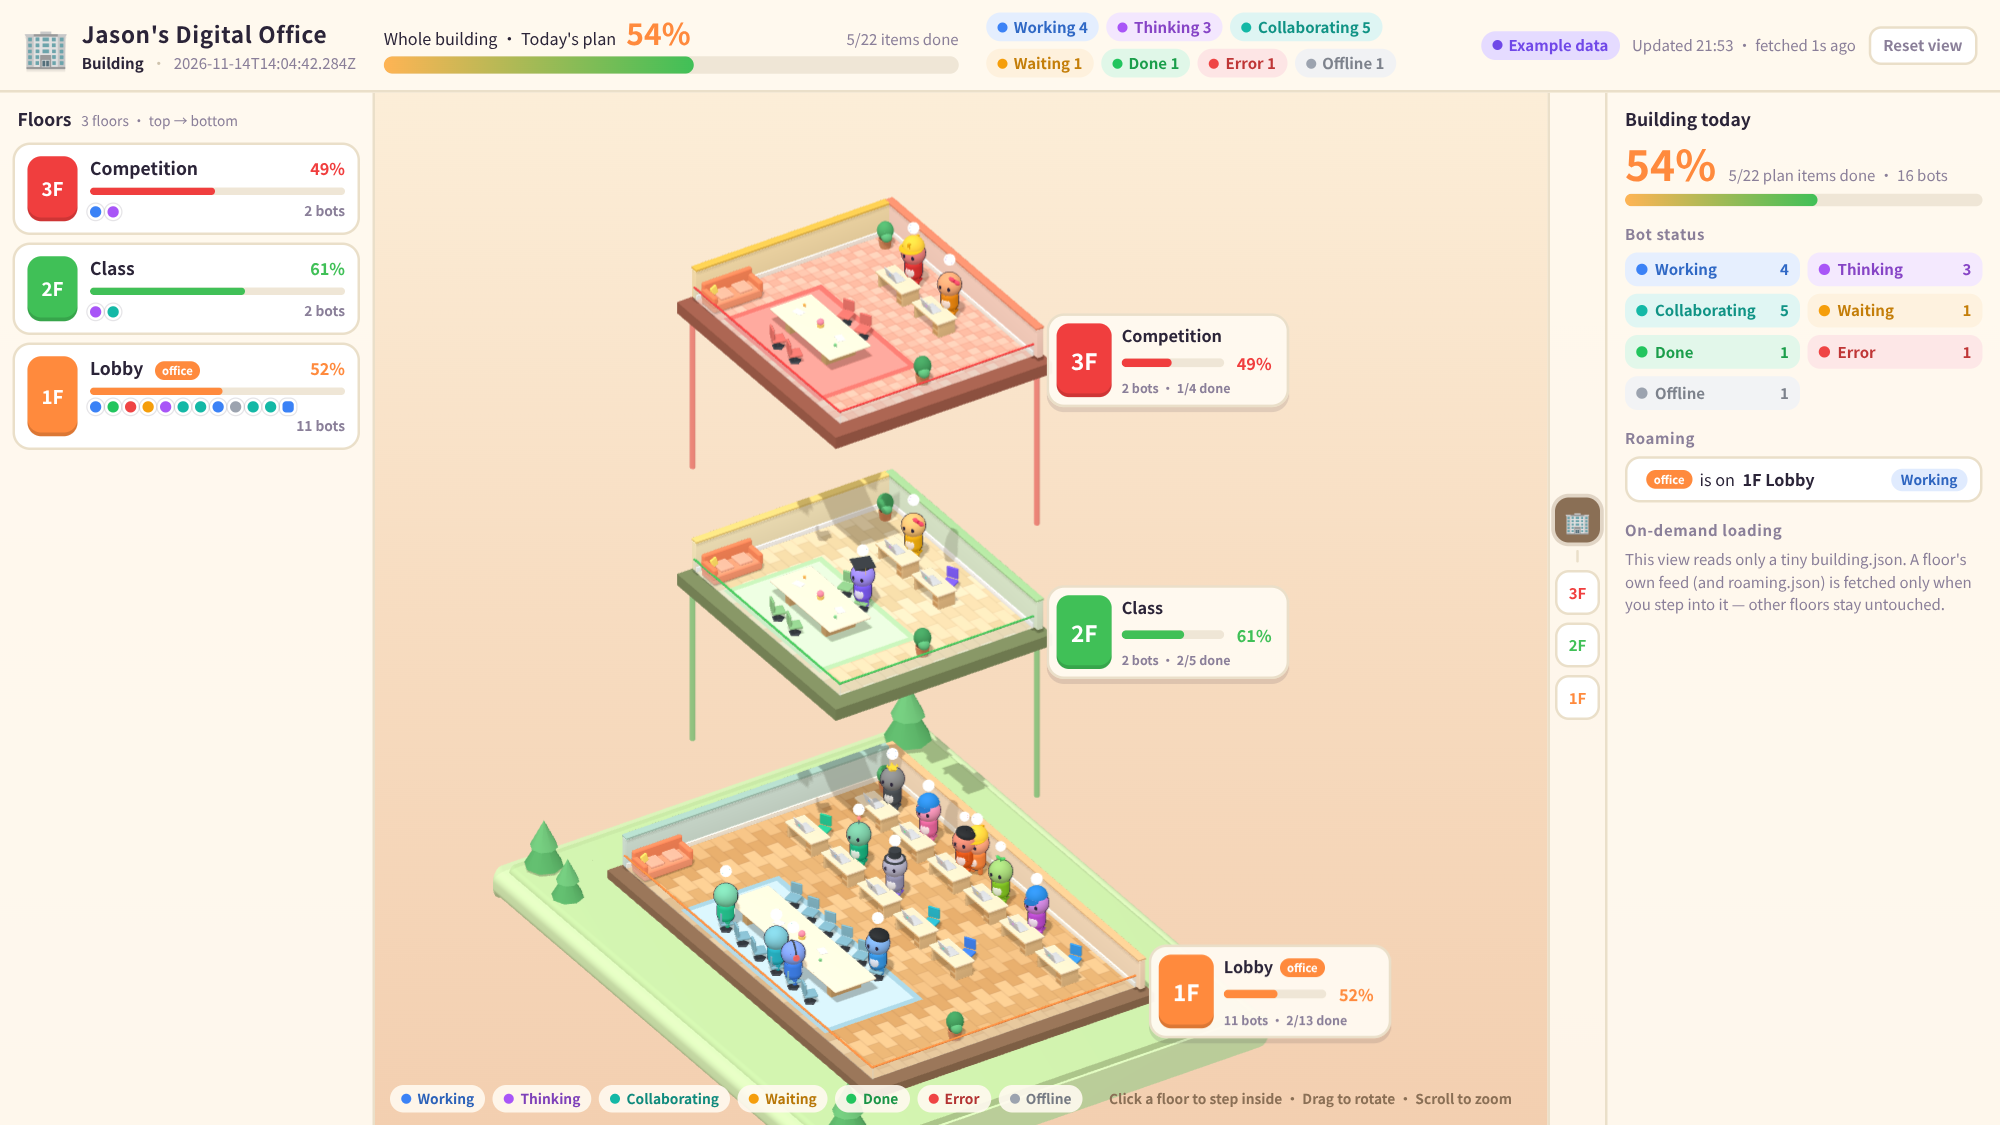 Jason's Digital Office
Building • 2026-11-14T14:04:42.284Z
Whole building • Today's plan 54%
5/22 items done
Working 4 Thinking 3 Collaborating 5
Waiting 1 Done 1 Error 1 Offline 1
Example data Updated 21:53 • fetched 1s ago Reset view
Floors 3 floors • top → bottom
3F Competition 49%
2 bots
2F Class 61%
2 bots
1F Lobby office 52%
11 bots
3F Competition
49%
2 bots • 1/4 done
2F Class
61%
2 bots • 2/5 done
1F Lobby office
52%
11 bots • 2/13 done
Working Thinking Collaborating Waiting Done Error Offline
Click a floor to step inside • Drag to rotate • Scroll to zoom
3F
2F
1F
Building today
54% 5/22 plan items done • 16 bots
Bot status
Working 4 Thinking 3
Collaborating 5 Waiting 1
Done 1 Error 1
Offline 1
Roaming
office is on 1F Lobby Working
On-demand loading
This view reads only a tiny building.json. A floor's
own feed (and roaming.json) is fetched only when
you step into it — other floors stay untouched.